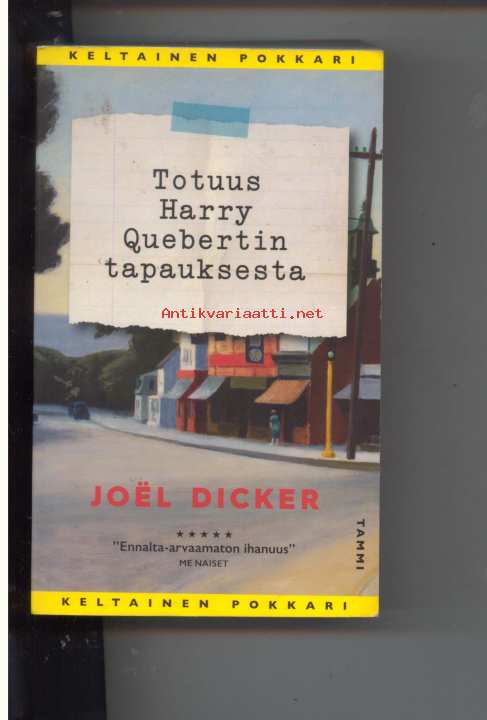 KELTAINEN POKKARI
Totuus
Harry
Quebertin
tapauksesta
Antikvariaatti.net
JOËL DICKER
★★★★★
"Ennalta-arvaamaton ihanuus"
ME NAISET
TAMMI
KELTAINEN POKKARI